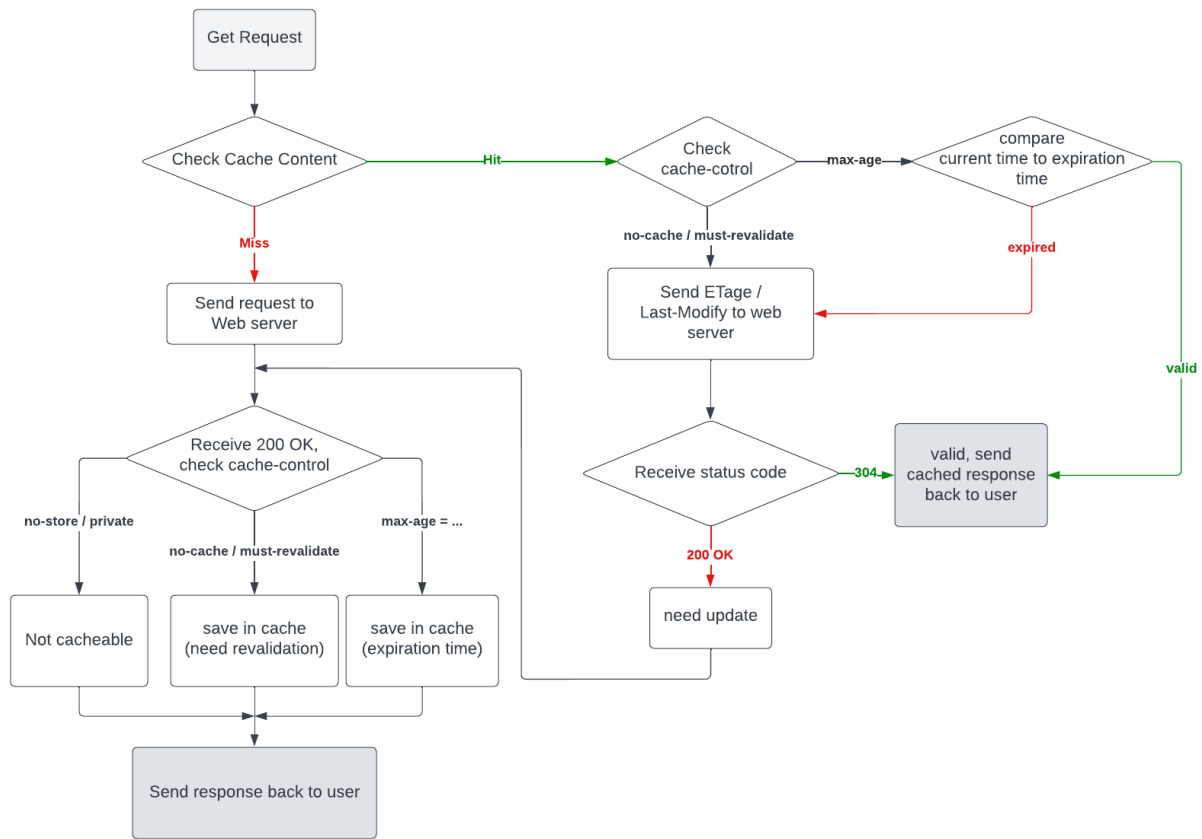 Get Request
Check Cache Content
Hit
Check
cache-cotrol
max-age
compare
current time to expiration
time
Miss
no-cache / must-revalidate
expired
Send request to
Web server
Send ETage /
Last-Modify to web
server
valid
Receive 200 OK,
check cache-control
Receive status code
304
valid, send
cached response
back to user
no-store / private
no-cache / must-revalidate
max-age = ...
200 OK
Not cacheable
save in cache
(need revalidation)
save in cache
(expiration time)
need update
Send response back to user